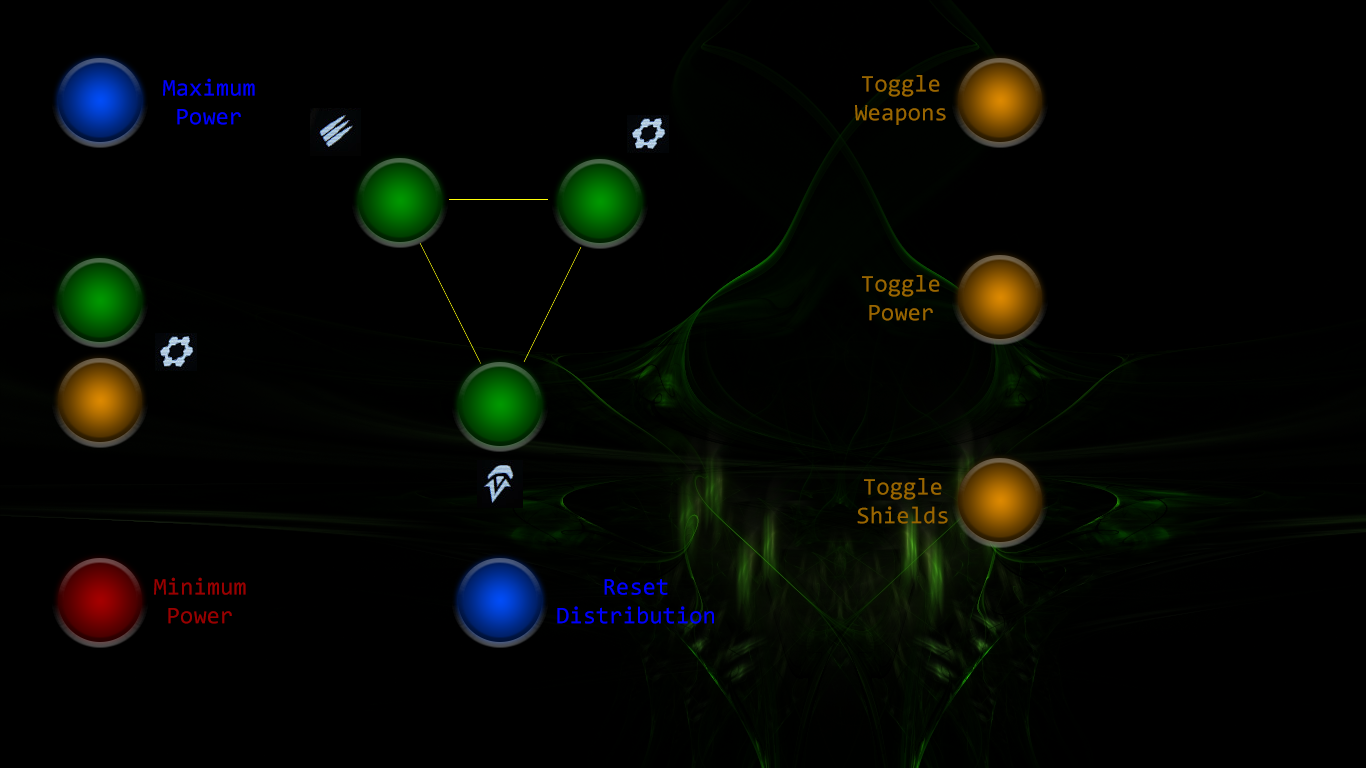 Maximum
Power
Toggle
Weapons
Toggle
Power
Toggle
Shields
Minimum
Power
Reset
Distribution